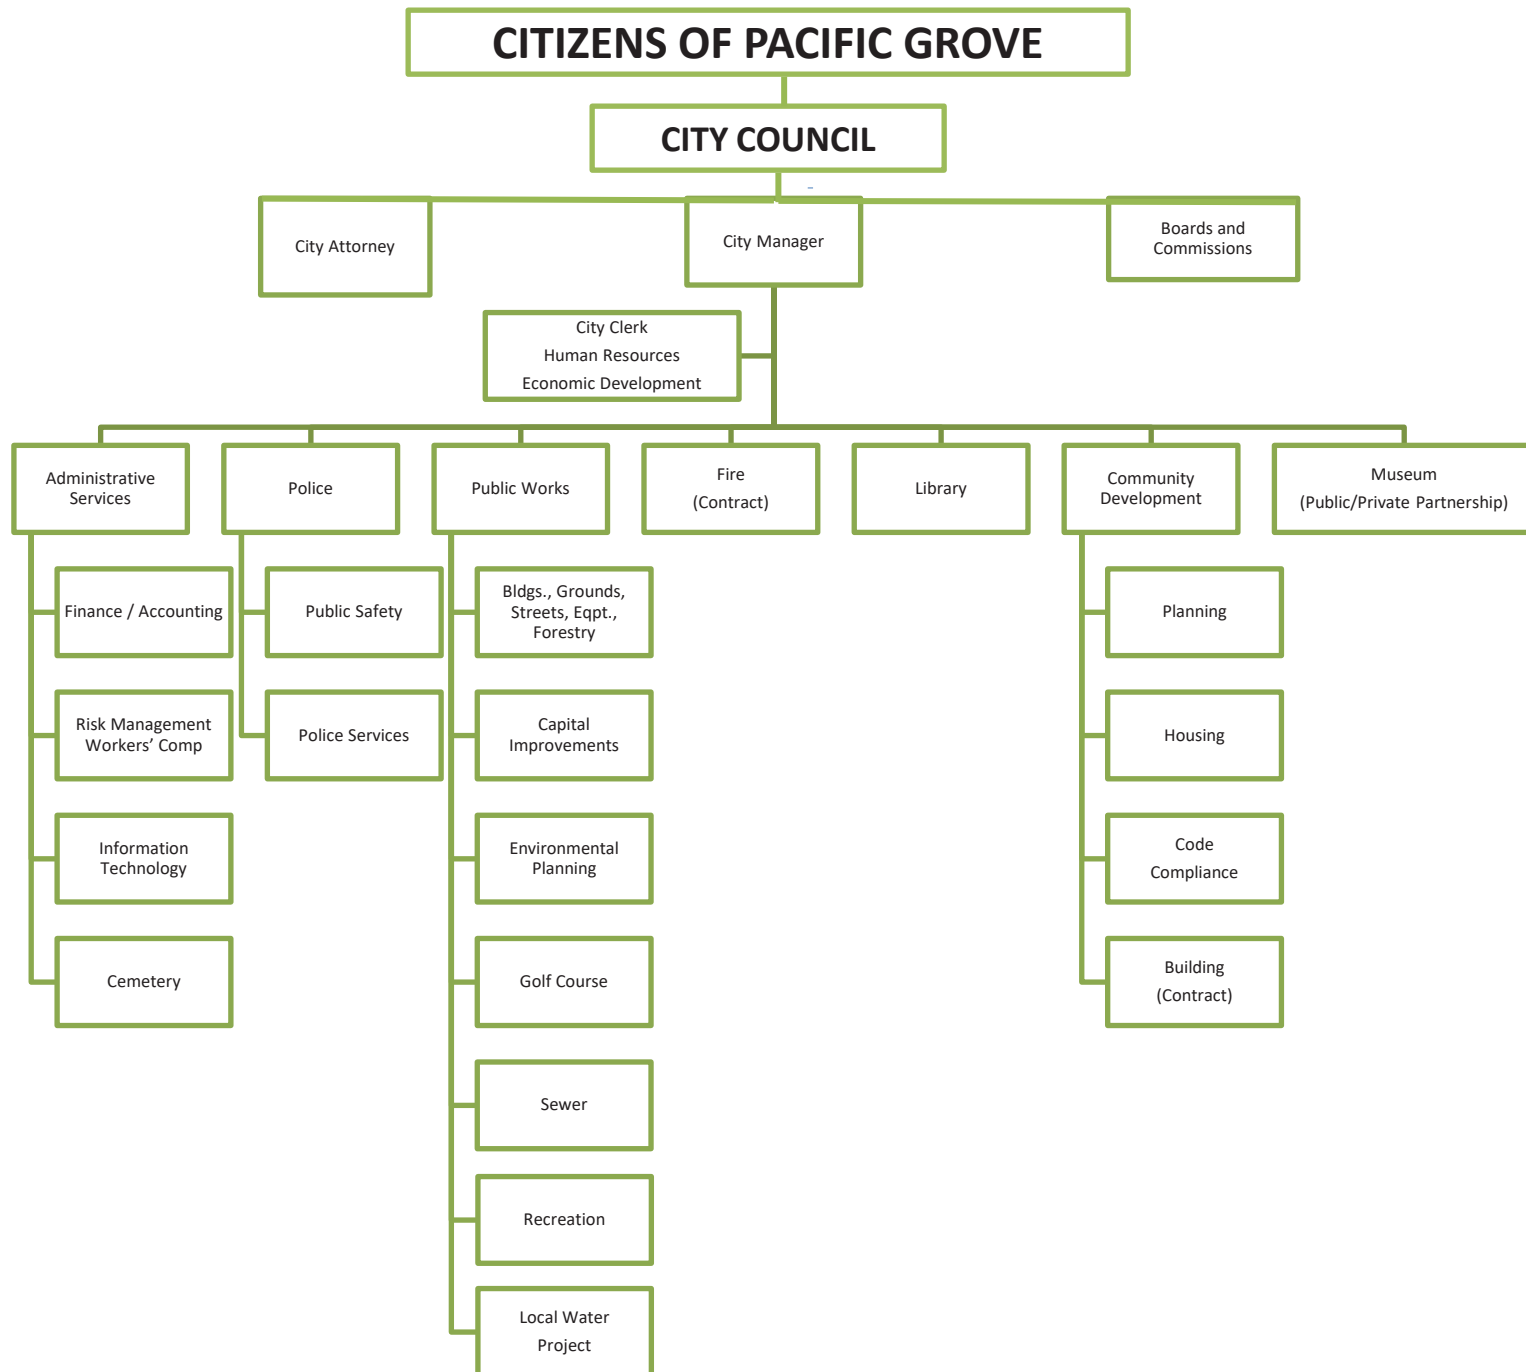 CITIZENS OF PACIFIC GROVE
CITY COUNCIL
-
City Attorney
City Manager
Boards and
Commissions
City Clerk
Human Resources
Economic Development
Administrative
Services
Police
Public Works
Fire
(Contract)
Library
Community
Development
Museum
(Public/Private Partnership)
Finance / Accounting
Public Safety
Bldgs., Grounds,
Streets, Eqpt.,
Forestry
Planning
Risk Management
Workers’ Comp
Police Services
Capital
Improvements
Housing
Information
Technology
Environmental
Planning
Code
Compliance
Cemetery
Golf Course
Building
(Contract)
Sewer
Recreation
Local Water
Project